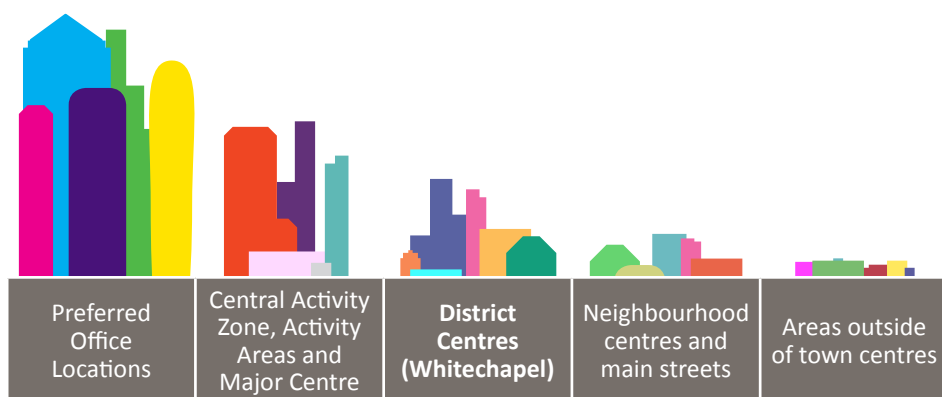 Preferred
Office
Locations
Central Activity
Zone, Activity
Areas and
Major Centre
District
Centres
(Whitechapel)
Neighbourhood
centres and
main streets
Areas outside
of town centres